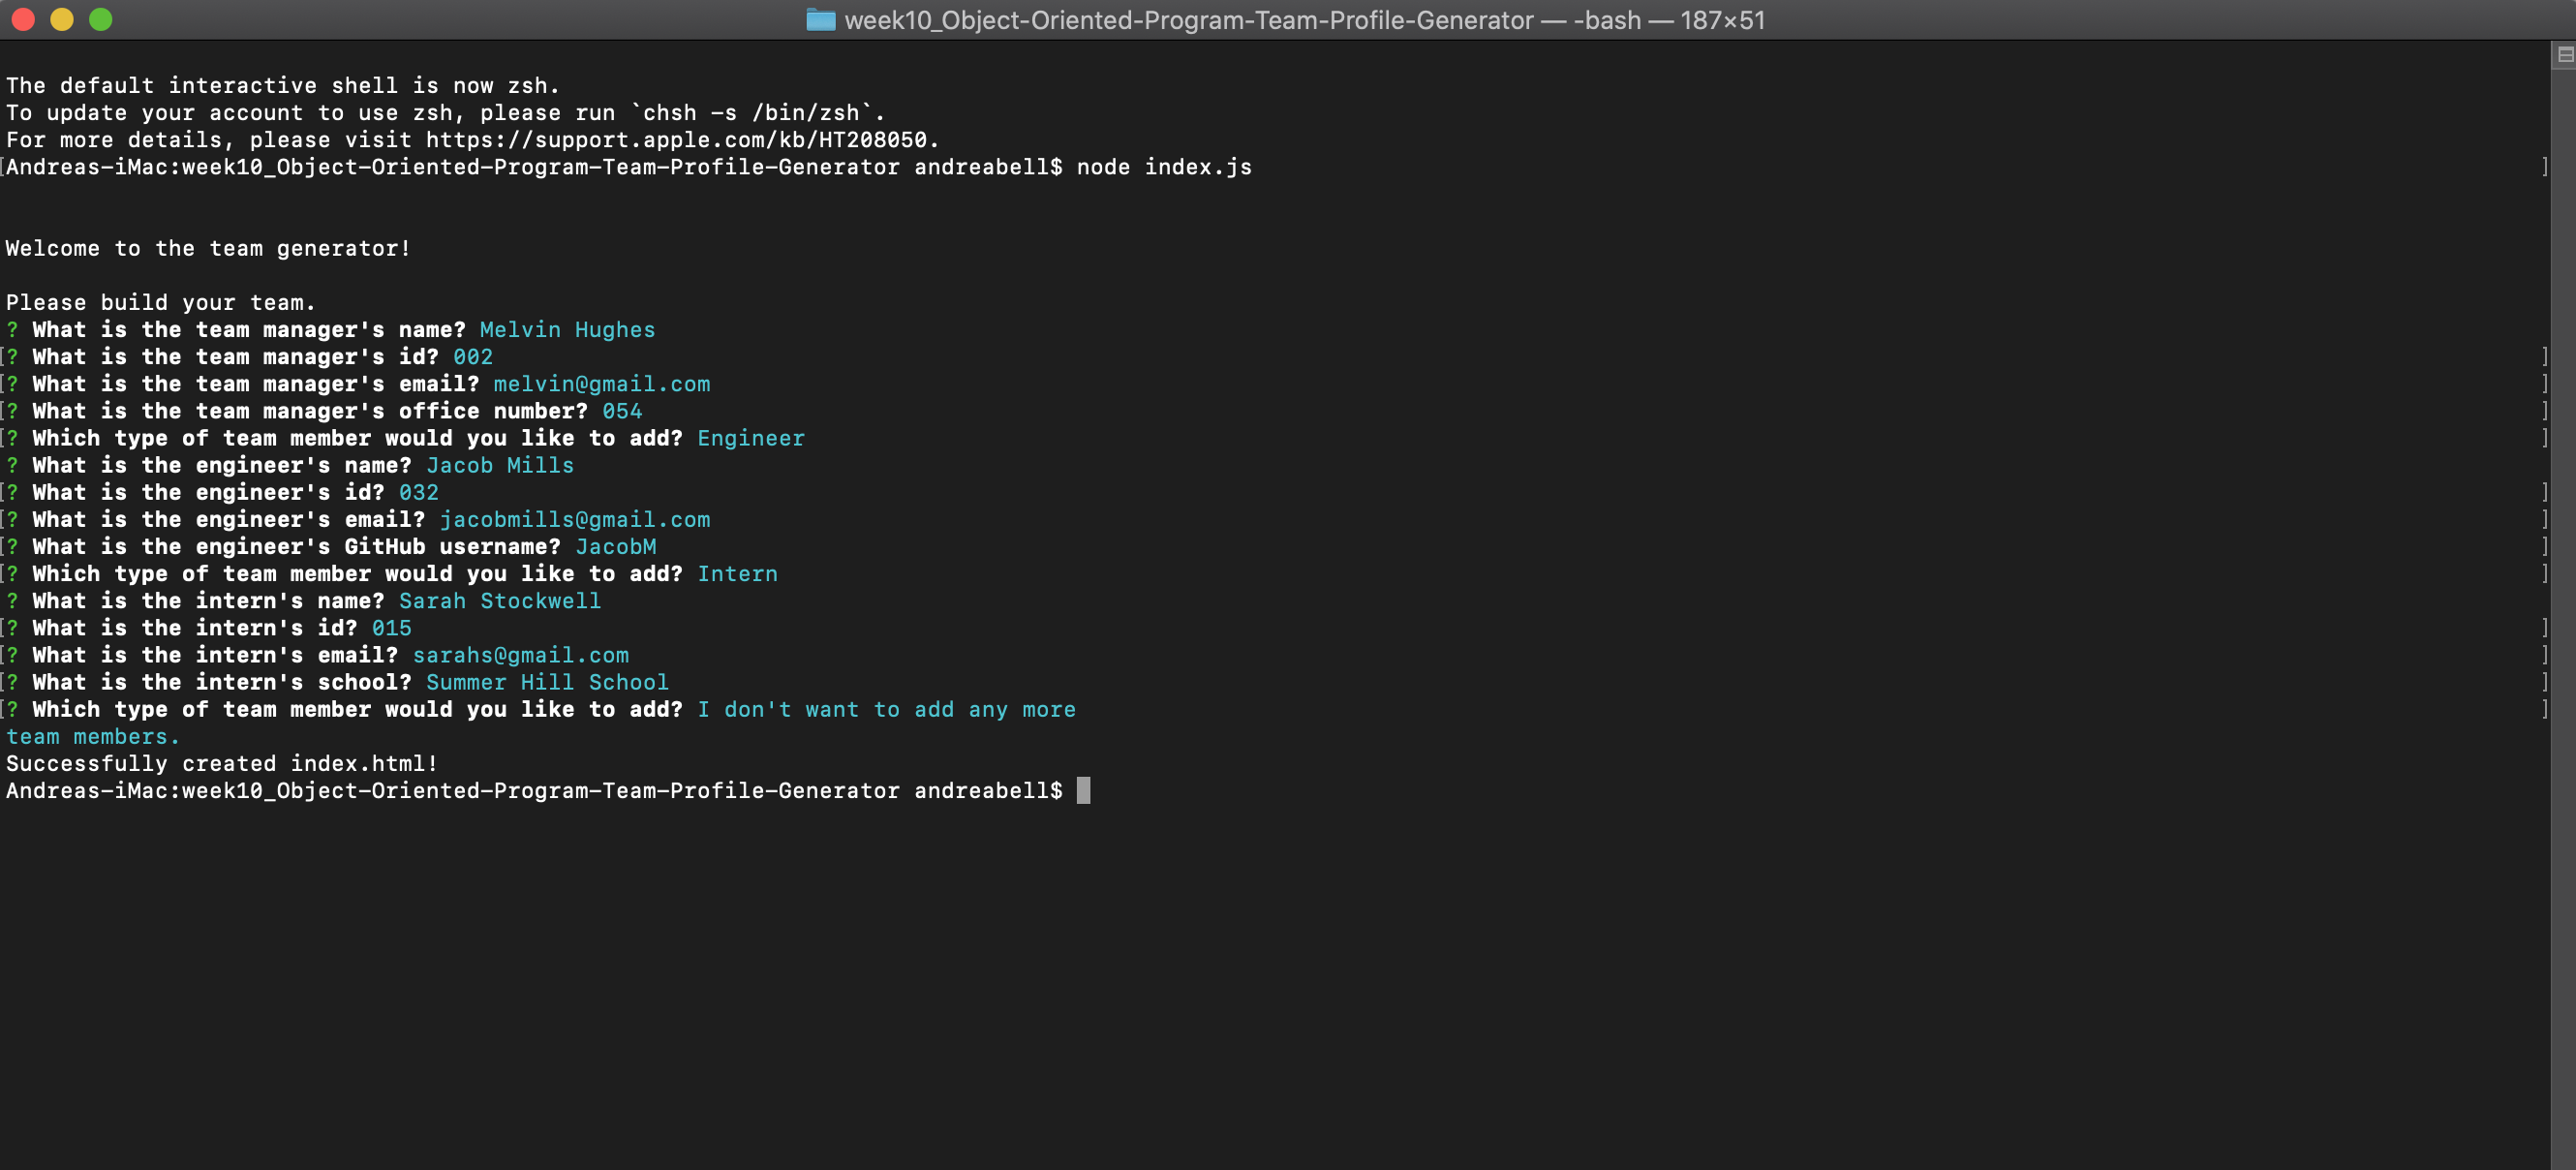 week10_Object-Oriented-Program-Team-Profile-Generator — -bash — 187×51
The default interactive shell is now zsh.
To update your account to use zsh, please run `chsh -s /bin/zsh`.
For more details, please visit https://support.apple.com/kb/HT208050.
[Andreas-iMac:week10_Object-Oriented-Program-Team-Profile-Generator andreabell$ node index.js ]
Welcome to the team generator!
Please build your team.
? What is the team manager's name? Melvin Hughes
[? What is the team manager's id? 002 ]
[? What is the team manager's email? melvin@gmail.com ]
[? What is the team manager's office number? 054 ]
[? Which type of team member would you like to add? Engineer ]
? What is the engineer's name? Jacob Mills
[? What is the engineer's id? 032 ]
[? What is the engineer's email? jacobmills@gmail.com ]
[? What is the engineer's GitHub username? JacobM ]
[? Which type of team member would you like to add? Intern ]
? What is the intern's name? Sarah Stockwell
[? What is the intern's id? 015 ]
[? What is the intern's email? sarahs@gmail.com ]
[? What is the intern's school? Summer Hill School ]
[? Which type of team member would you like to add? I don't want to add any more ]
team members.
Successfully created index.html!
Andreas-iMac:week10_Object-Oriented-Program-Team-Profile-Generator andreabell$